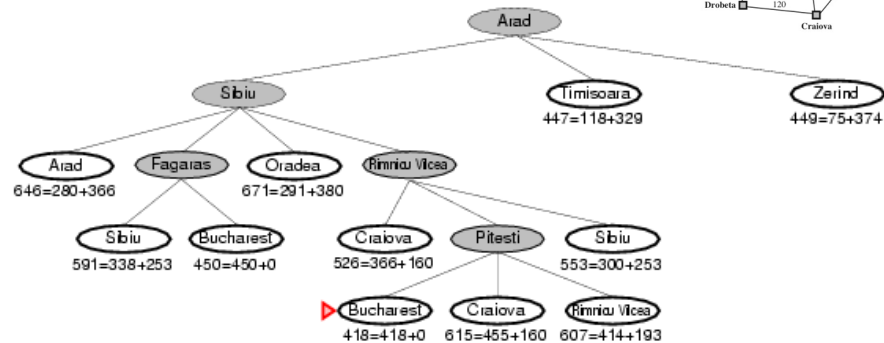 Drobeta
120
Craiova
Arad
Sibiu
Timisoara
Zerind
447=118+329
449=75+374
Arad
Fagaras
Oradea
Rimnicu Vilcea
646=280+366
671=291+380
Sibiu
Bucharest
Craiova
Pitesti
Sibiu
591=338+253
450=450+0
526=366+160
553=300+253
Bucharest
Craiova
Rimnicu Vilcea
418=418+0
615=455+160
607=414+193